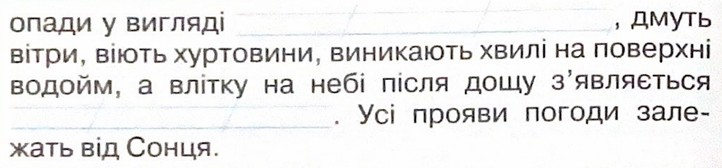 опади у вигляді , дмуть
вітри, віють хуртовини, виникають хвилі на поверхні
водойм, а влітку на небі після дощу з’являється
. Усі прояви погоди зале-
жать від Сонця.